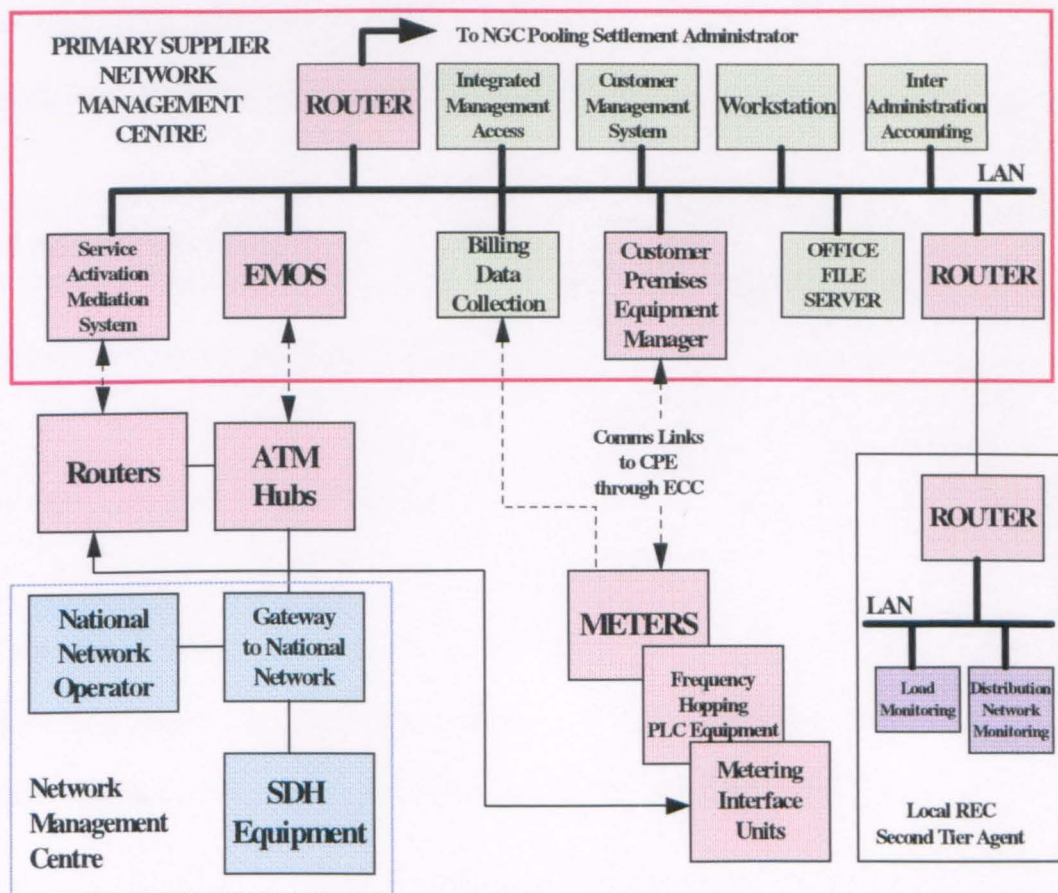 To NGC Pooling Settlement Administrator
PRIMARY SUPPLIER
NETWORK
MANAGEMENT
CENTRE
ROUTER
Integrated
Management
Access
Customer
Management
System
Workstation
Inter
Administration
Accounting
LAN
Service
Activation
Mediation
System
EMOS
Billing
Data
Collection
Customer
Premises
Equipment
Manager
OFFICE
FILE
SERVER
ROUTER
Routers
ATM
Hubs
Comms Links
to CPE
through ECC
ROUTER
LAN
Load
Monitoring
Distribution
Network
Monitoring
Local REC
Second Tier Agent
National
Network
Operator
Gateway
to National
Network
SDH
Equipment
Network
Management
Centre
METERS
Frequency
Hopping
PLC Equipment
Metering
Interface
Units